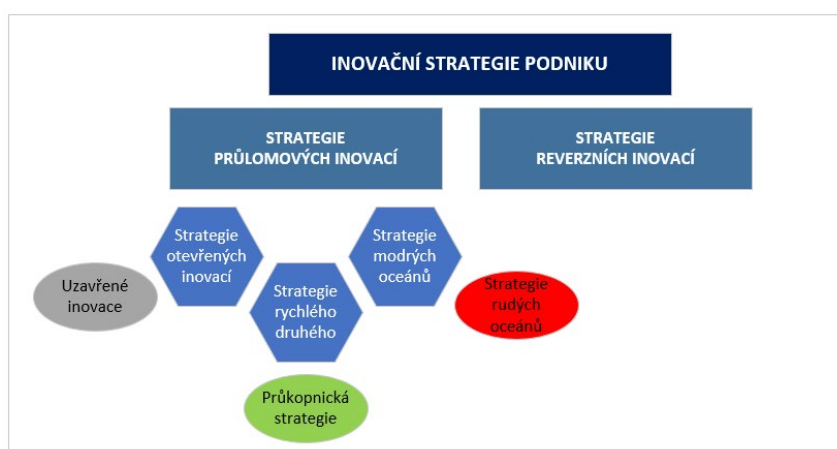 INOVAČNÍ STRATEGIE PODNIKU
STRATEGIE
PRŮLOMOVÝCH INOVACÍ
STRATEGIE
REVERZNÍCH INOVACÍ
Strategie
otevřených
inovací
Strategie
modrých
oceánů
Uzavřené
inovace
Strategie
rychlého
druhého
Strategie
rudých
oceánů
Průkopnická
strategie